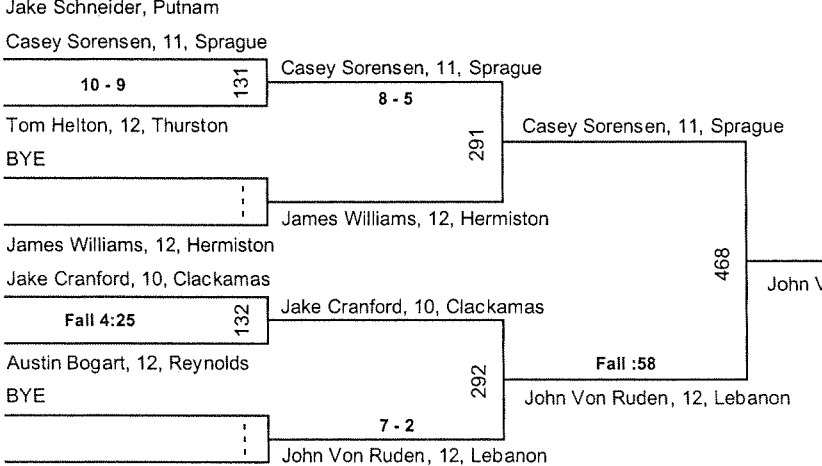 Jake Schneider, Putnam
Casey Sorensen, 11, Sprague
10 - 9
131
Tom Helton, 12, Thurston
BYE
James Williams, 12, Hermiston
Jake Cranford, 10, Clackamas
Fall 4:25
132
Austin Bogart, 12, Reynolds
BYE
Casey Sorensen, 11, Sprague
8 - 5
291
James Williams, 12, Hermiston
Jake Cranford, 10, Clackamas
292
7 - 2
John Von Ruden, 12, Lebanon
Casey Sorensen, 11, Sprague
468
Fall :58
John Von Ruden, 12, Lebanon
John